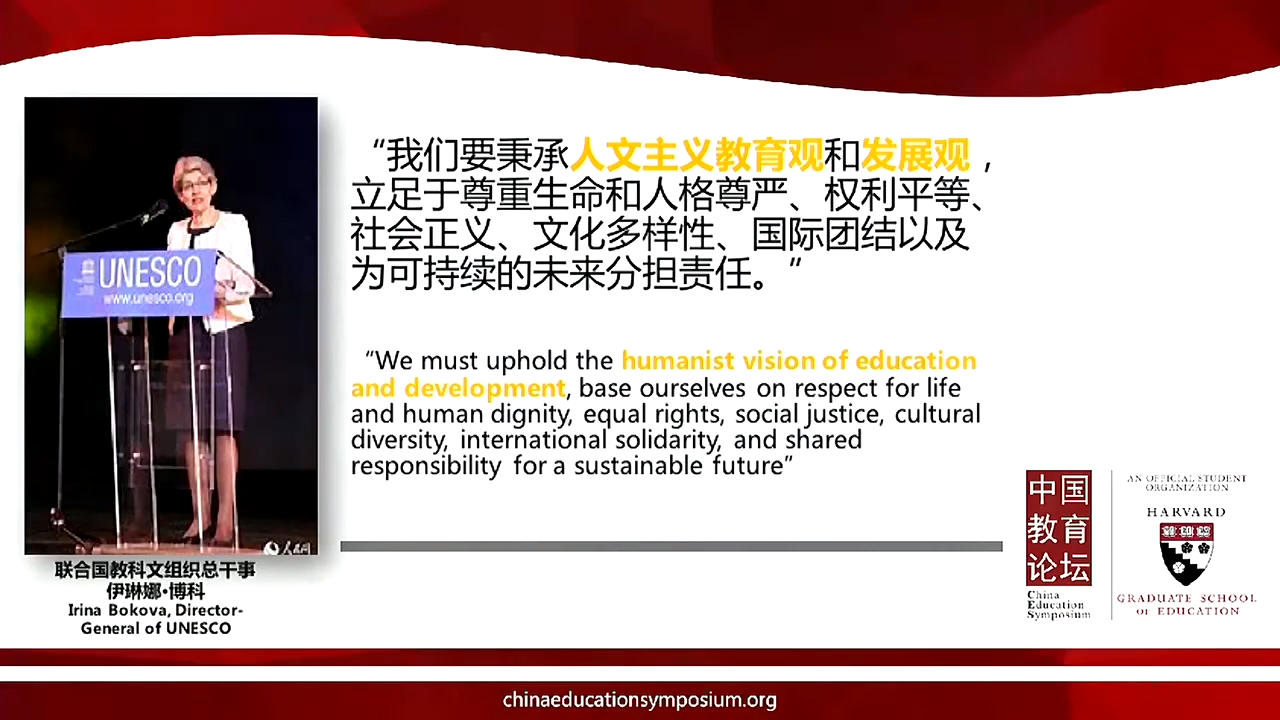 “我们要秉承人文主义教育观和发展观，
立足于尊重生命和人格尊严、权利平等、
社会正义、文化多样性、国际团结以及
为可持续的未来分担责任。”
“We must uphold the humanist vision of education
and development, base ourselves on respect for life
and human dignity, equal rights, social justice, cultural
diversity, international solidarity, and shared
responsibility for a sustainable future”
UNESCO
www.unesco.org
人民网
联合国教科文组织总干事
伊琳娜·博科
Irina Bokova, Director-
General of UNESCO
中国
教育
论坛
China
Education
Symposium
AN OFFICIAL STUDENT
ORGANIZATION
HARVARD
GRADUATE SCHOOL
OF EDUCATION
chinaeducationsymposium.org